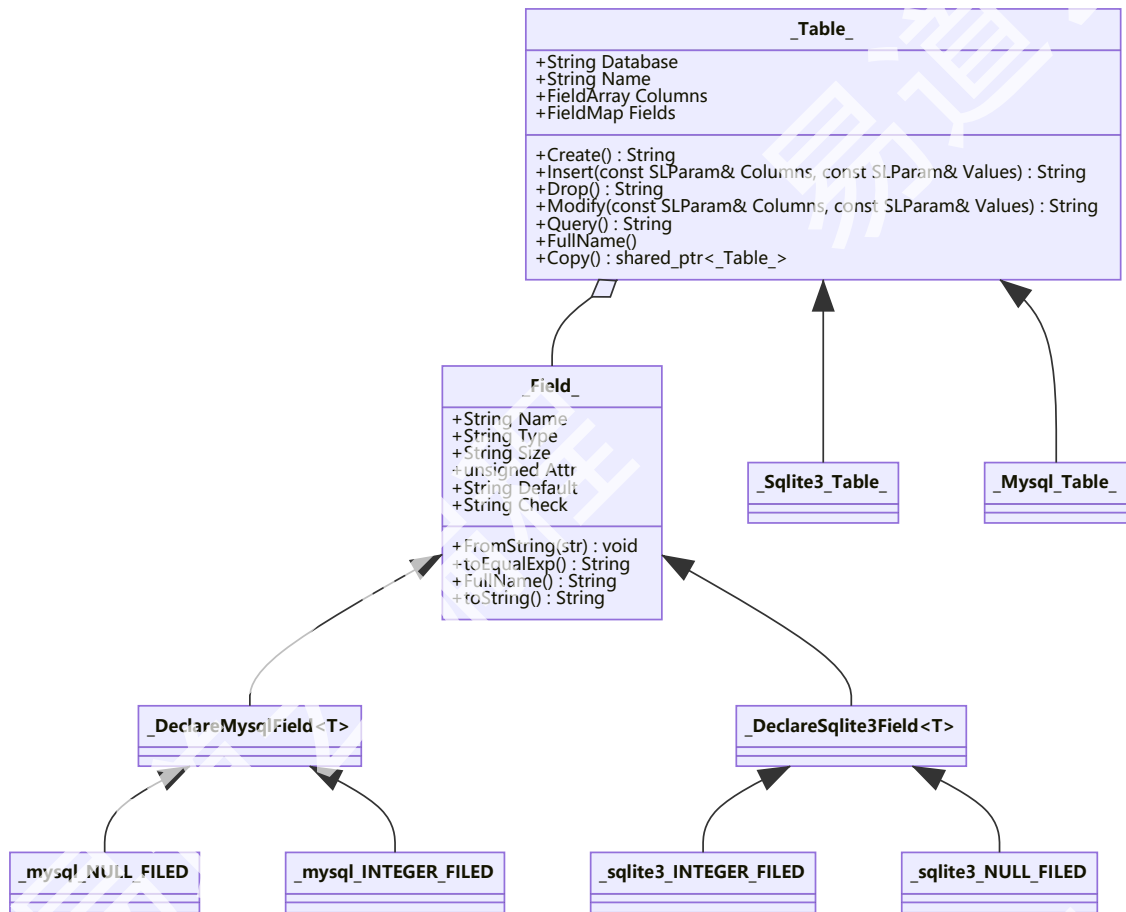 _Table_
+String Database
+String Name
+FieldArray Columns
+FieldMap Fields
+Create() : String
+Insert(const SLParam& Columns, const SLParam& Values) : String
+Drop() : String
+Modify(const SLParam& Columns, const SLParam& Values) : String
+Query() : String
+FullName()
+Copy() : shared_ptr<_Table_>
_Field_
+String Name
+String Type
+String Size
+unsigned Attr
+String Default
+String Check
+FromString(str) : void
+toEqualExp() : String
+FullName() : String
+toString() : String
_Sqlite3_Table_
_Mysql_Table_
_DeclareMysqlField<T>
_DeclareSqlite3Field<T>
_mysql_NULL_FILED
_mysql_INTEGER_FILED
_sqlite3_INTEGER_FILED
_sqlite3_NULL_FILED
易道